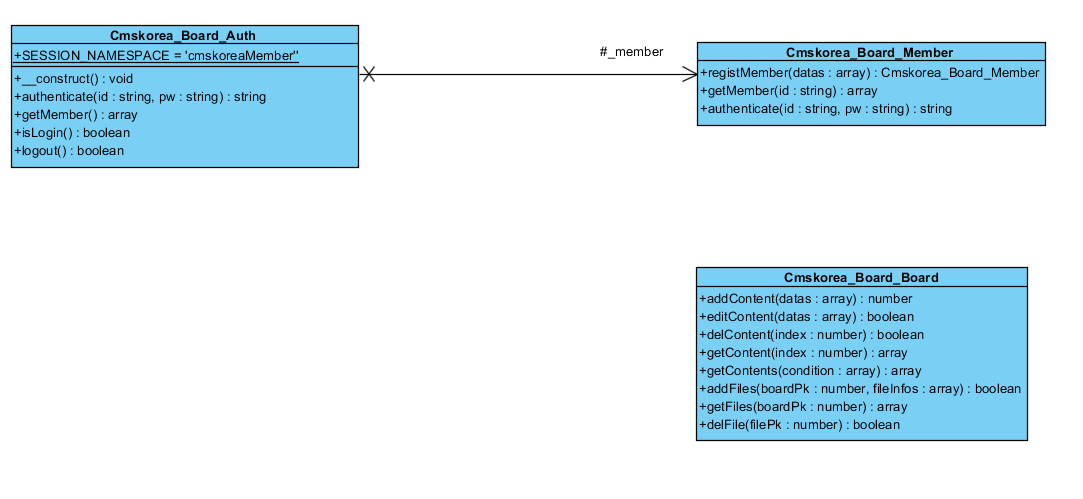 Cmskorea_Board_Auth
+SESSION_NAMESPACE = 'cmskoreaMember"
+__construct() : void
+authenticate(id : string, pw : string) : string
+getMember() : array
+isLogin() : boolean
+logout() : boolean
#_member
Cmskorea_Board_Member
+registMember(datas : array) : Cmskorea_Board_Member
+getMember(id : string) : array
+authenticate(id : string, pw : string) : string
Cmskorea_Board_Board
+addContent(datas : array) : number
+editContent(datas : array) : boolean
+delContent(index : number) : boolean
+getContent(index : number) : array
+getContents(condition : array) : array
+addFiles(boardPk : number, fileInfos : array) : boolean
+getFiles(boardPk : number) : array
+delFile(filePk : number) : boolean